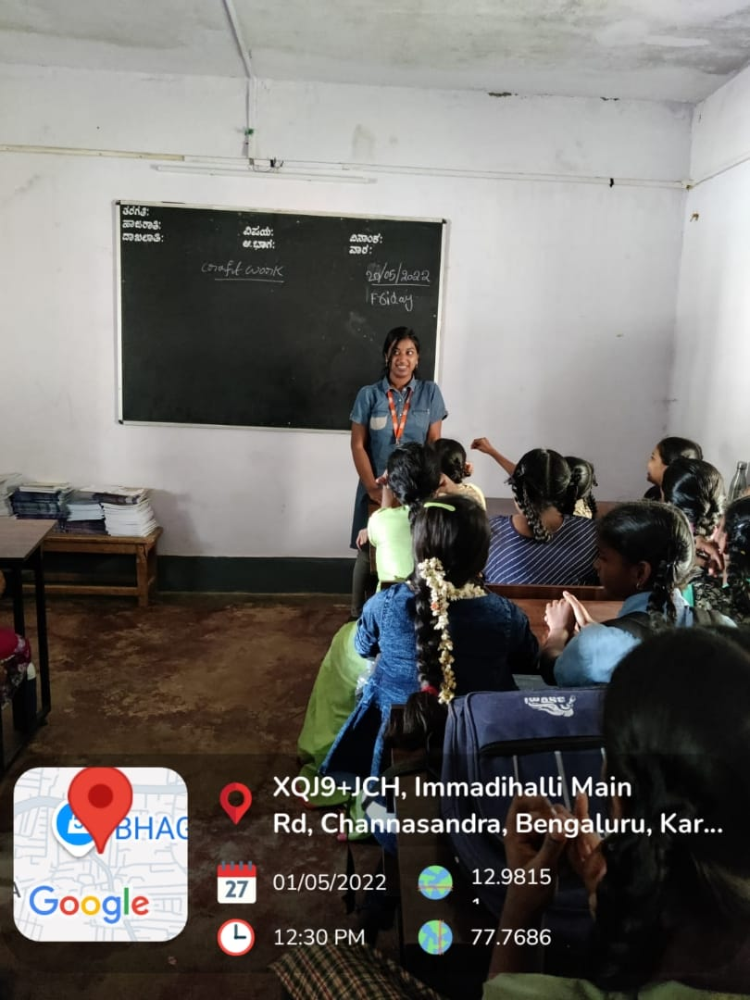 ತರಗತಿ:
ಹಾಜರಾತಿ:
ದಾಖಲಾತಿ:
ವಿಷಯ:
ಆ.ಭಾಗ:
ದಿನಾಂಕ:
ವಾರ:
craft work
20/05/2022
Friday
BHAG
Google
XQJ9+JCH, Immadihalli Main
Rd, Channasandra, Bengaluru, Kar...
27
01/05/2022
12.9815
12:30 PM
77.7686